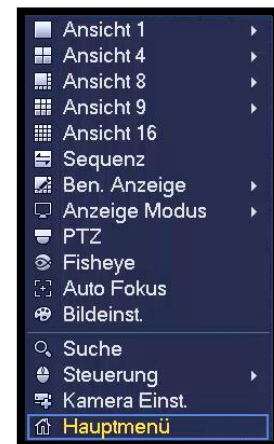 Ansicht 1
Ansicht 4
Ansicht 8
Ansicht 9
Ansicht 16
Sequenz
Ben. Anzeige
Anzeige Modus
PTZ
Fisheye
Auto Fokus
Bildeinst.
Suche
Steuerung
Kamera Einst.
Hauptmenü